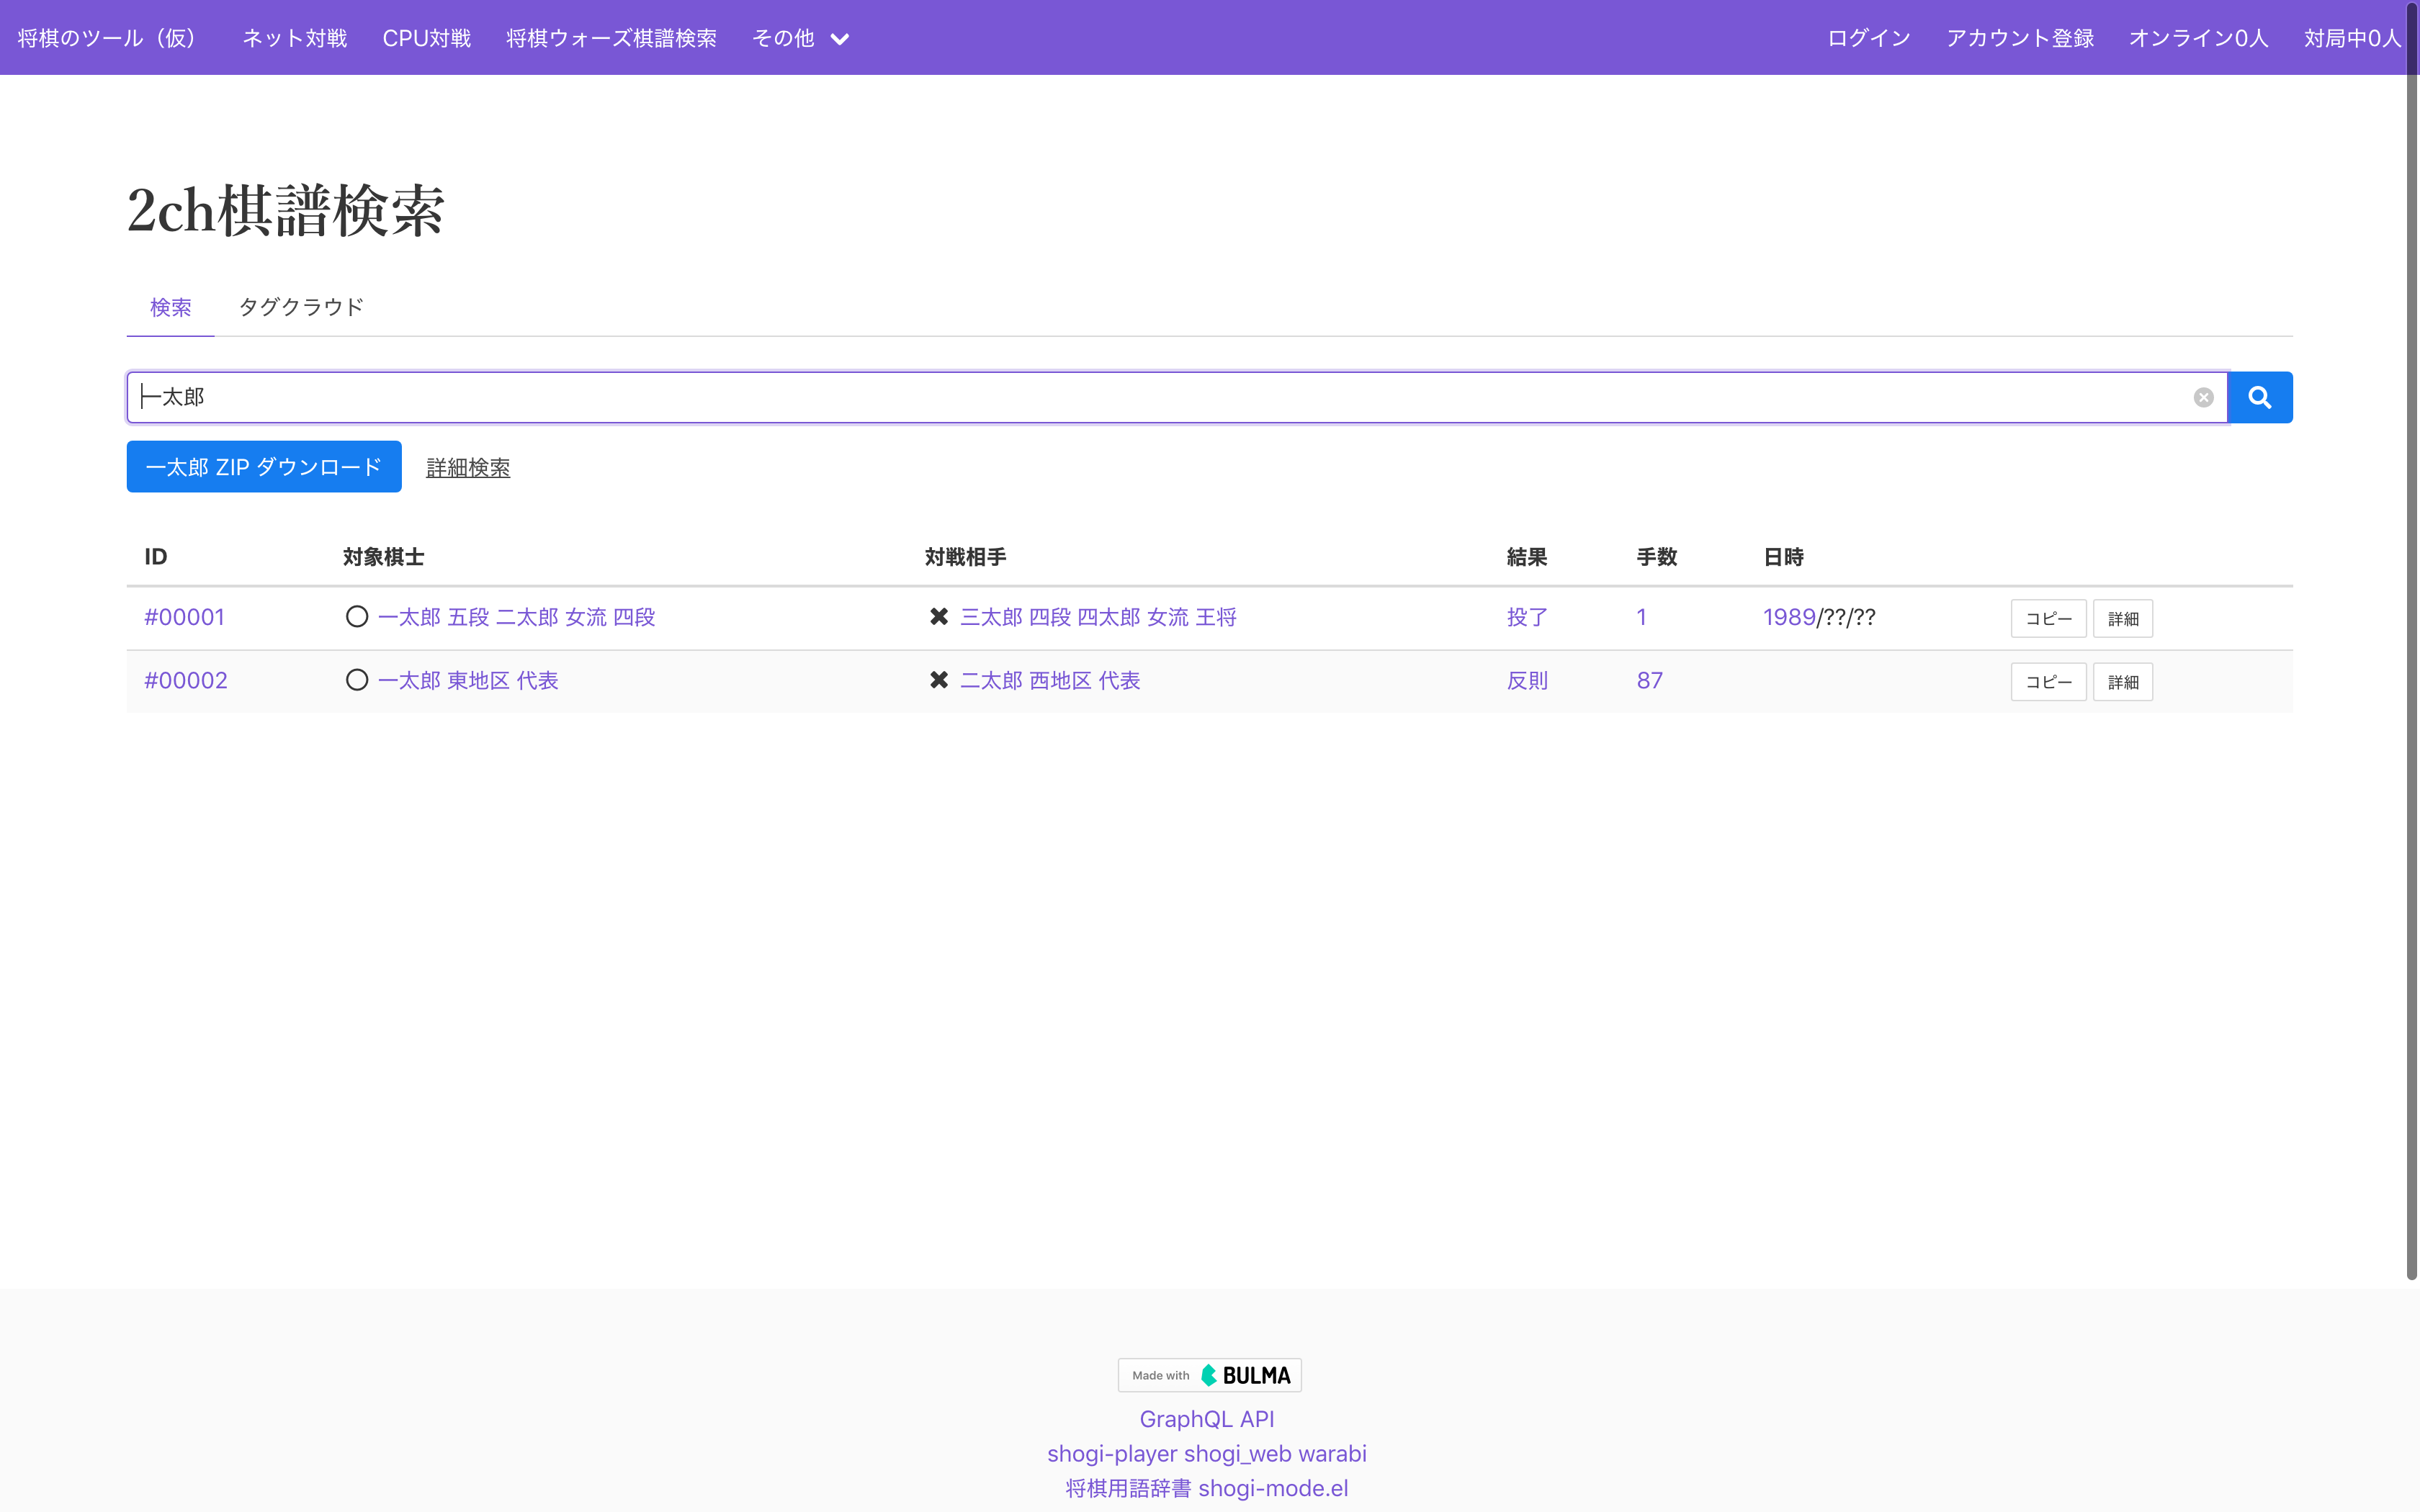 将棋のツール（仮） ネット対戦 CPU対戦 将棋ウォーズ棋譜検索 その他 ログイン アカウント登録 オンライン0人 対局中0人
2ch棋譜検索
検索 タグクラウド
一太郎
一太郎 ZIP ダウンロード 詳細検索
ID 対象棋士 対戦相手 結果 手数 日時
#00001 一太郎 五段 二太郎 女流 四段 三太郎 四段 四太郎 女流 王将 投了 1 1989/??/?? コピー 詳細
#00002 一太郎 東地区 代表 二太郎 西地区 代表 反則 87 コピー 詳細
Made with BULMA
GraphQL API
shogi-player shogi_web warabi
将棋用語辞書 shogi-mode.el